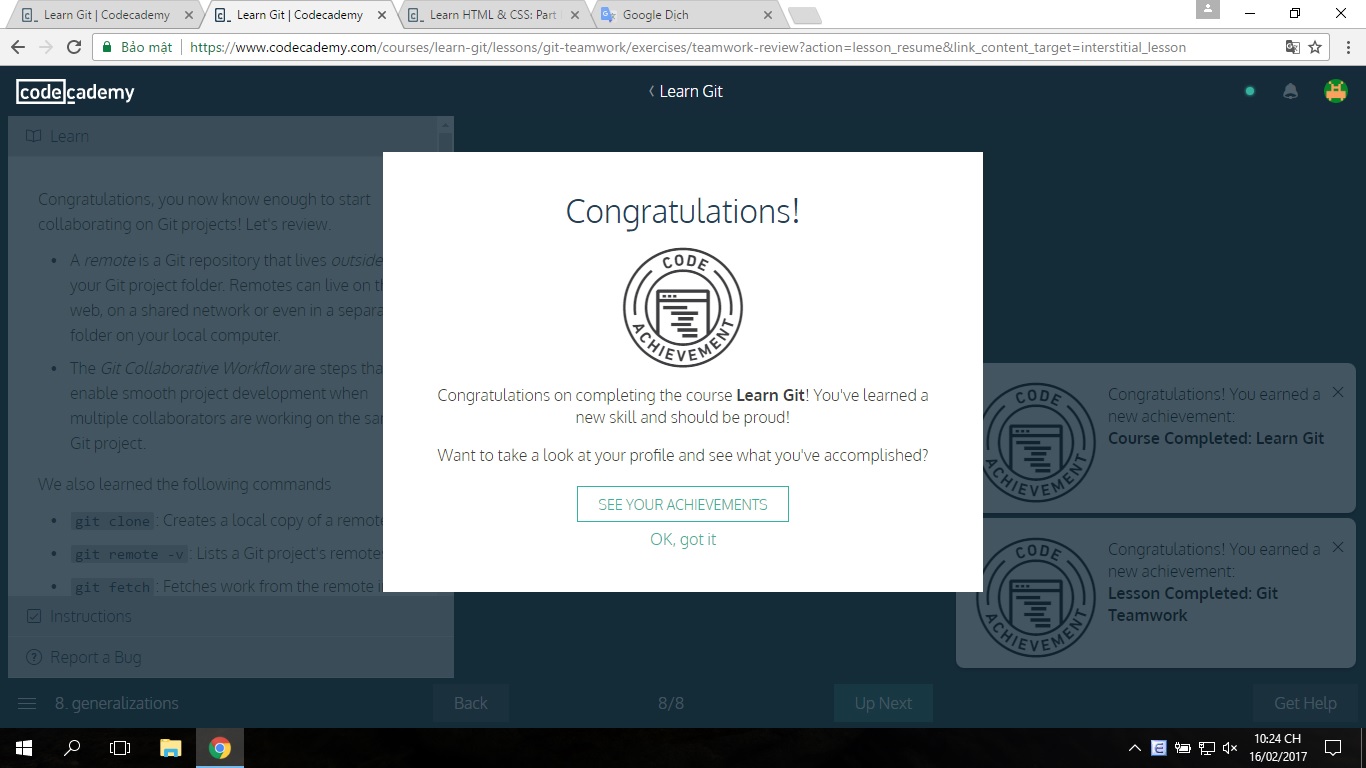 Learn Git | Codecademy
Learn Git | Codecademy
Learn HTML & CSS: Part
Google Dịch
Bảo mật
https://www.codecademy.com/courses/learn-git/lessons/git-teamwork/exercises/teamwork-review?action=lesson_resume&link_content_target=interstitial_lesson
codecademy
Learn Git
Learn
Congratulations, you now know enough to start
collaborating on Git projects! Let's review.
A remote is a Git repository that lives outside
your Git project folder. Remotes can live on
web, on a shared network or even in a
folder on your local computer.
The Git Collaborative Workflow are steps
enable smooth project development when
multiple collaborators are working on the
Git project.
We also learned the following commands
git clone: Creates a local copy of a remote
git remote -v: Lists a Git project's remotes
git fetch: Fetches work from the remote
Instructions
Report a Bug
Congratulations!
CODE
ACHIEVEMENT
Congratulations on completing the course Learn Git! You've learned a
new skill and should be proud!
Want to take a look at your profile and see what you've accomplished?
SEE YOUR ACHIEVEMENTS
OK, got it
CODE
ACHIEVEMENT
Congratulations! You earned a
new achievement:
Course Completed: Learn Git
CODE
ACHIEVEMENT
Congratulations! You earned a
new achievement:
Lesson Completed: Git
Teamwork
8. generalizations
Back
8/8
Up Next
Get Help
10:24 CH
16/02/2017